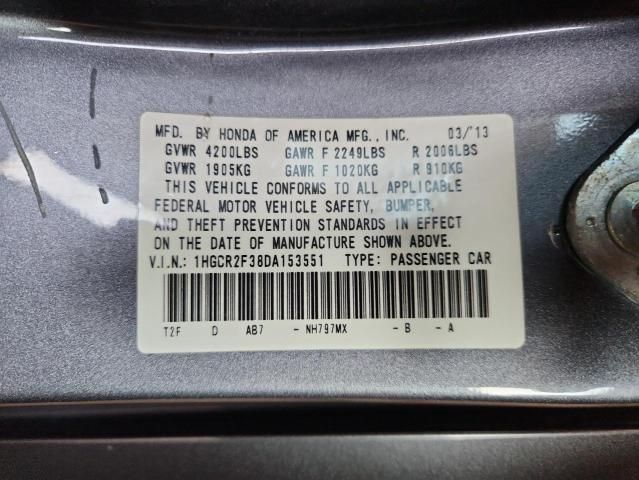 MFD. BY HONDA OF AMERICA MFG., INC. 03/'13
GVWR 4200LBS GAWR F 2249LBS R 2006LBS
GVWR 1905KG GAWR F 1020KG R 910KG
THIS VEHICLE CONFORMS TO ALL APPLICABLE
FEDERAL MOTOR VEHICLE SAFETY, BUMPER,
AND THEFT PREVENTION STANDARDS IN EFFECT
ON THE DATE OF MANUFACTURE SHOWN ABOVE.
V.I.N.: 1HGCR2F38DA153551 TYPE: PASSENGER CAR
T2F D AB7 - NH797MX - B - A